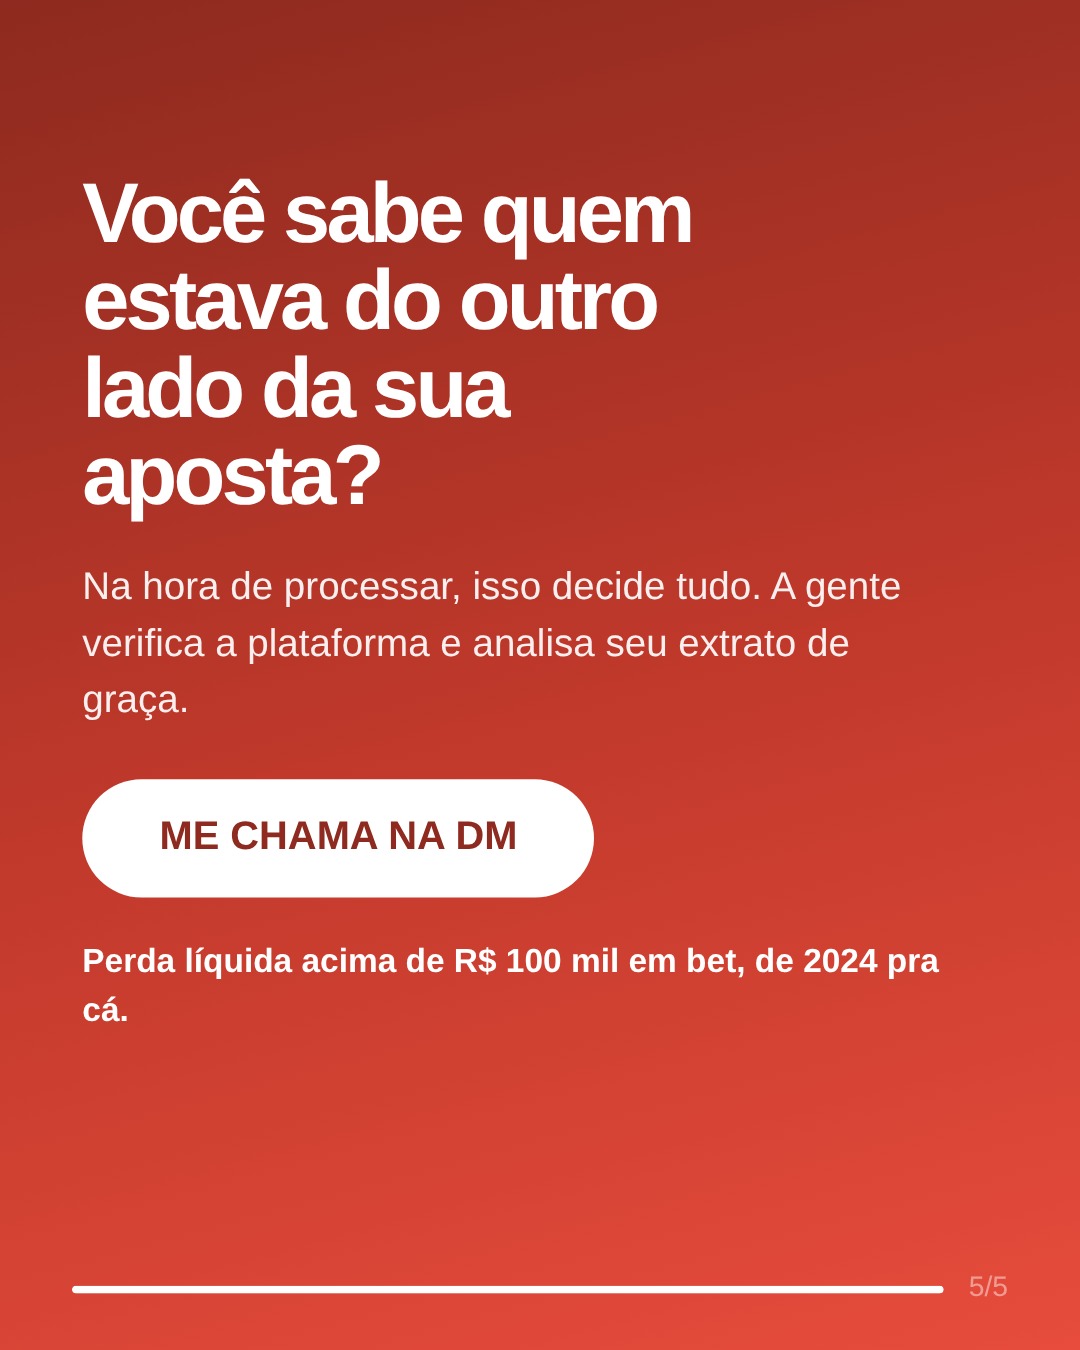 Você sabe quem
estava do outro
lado da sua
aposta?
Na hora de processar, isso decide tudo. A gente
verifica a plataforma e analisa seu extrato de
graça.
ME CHAMA NA DM
Perda líquida acima de R$ 100 mil em bet, de 2024 pra
cá.
5/5